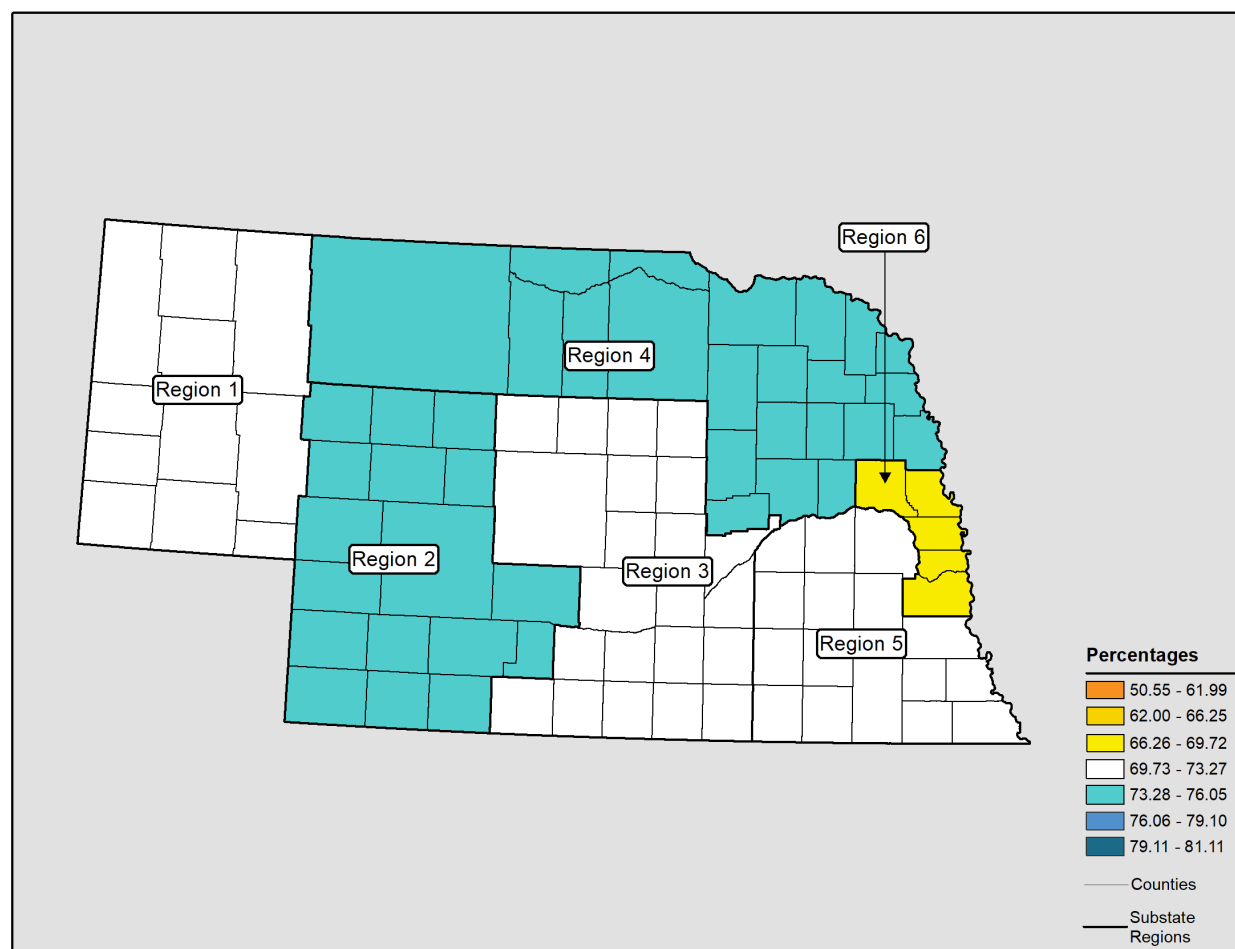 Region 6
Region 4
Region 1
Region 2
Region 3
Region 5
Percentages
50.55 - 61.99
62.00 - 66.25
66.26 - 69.72
69.73 - 73.27
73.28 - 76.05
76.06 - 79.10
79.11 - 81.11
Counties
Substate
Regions